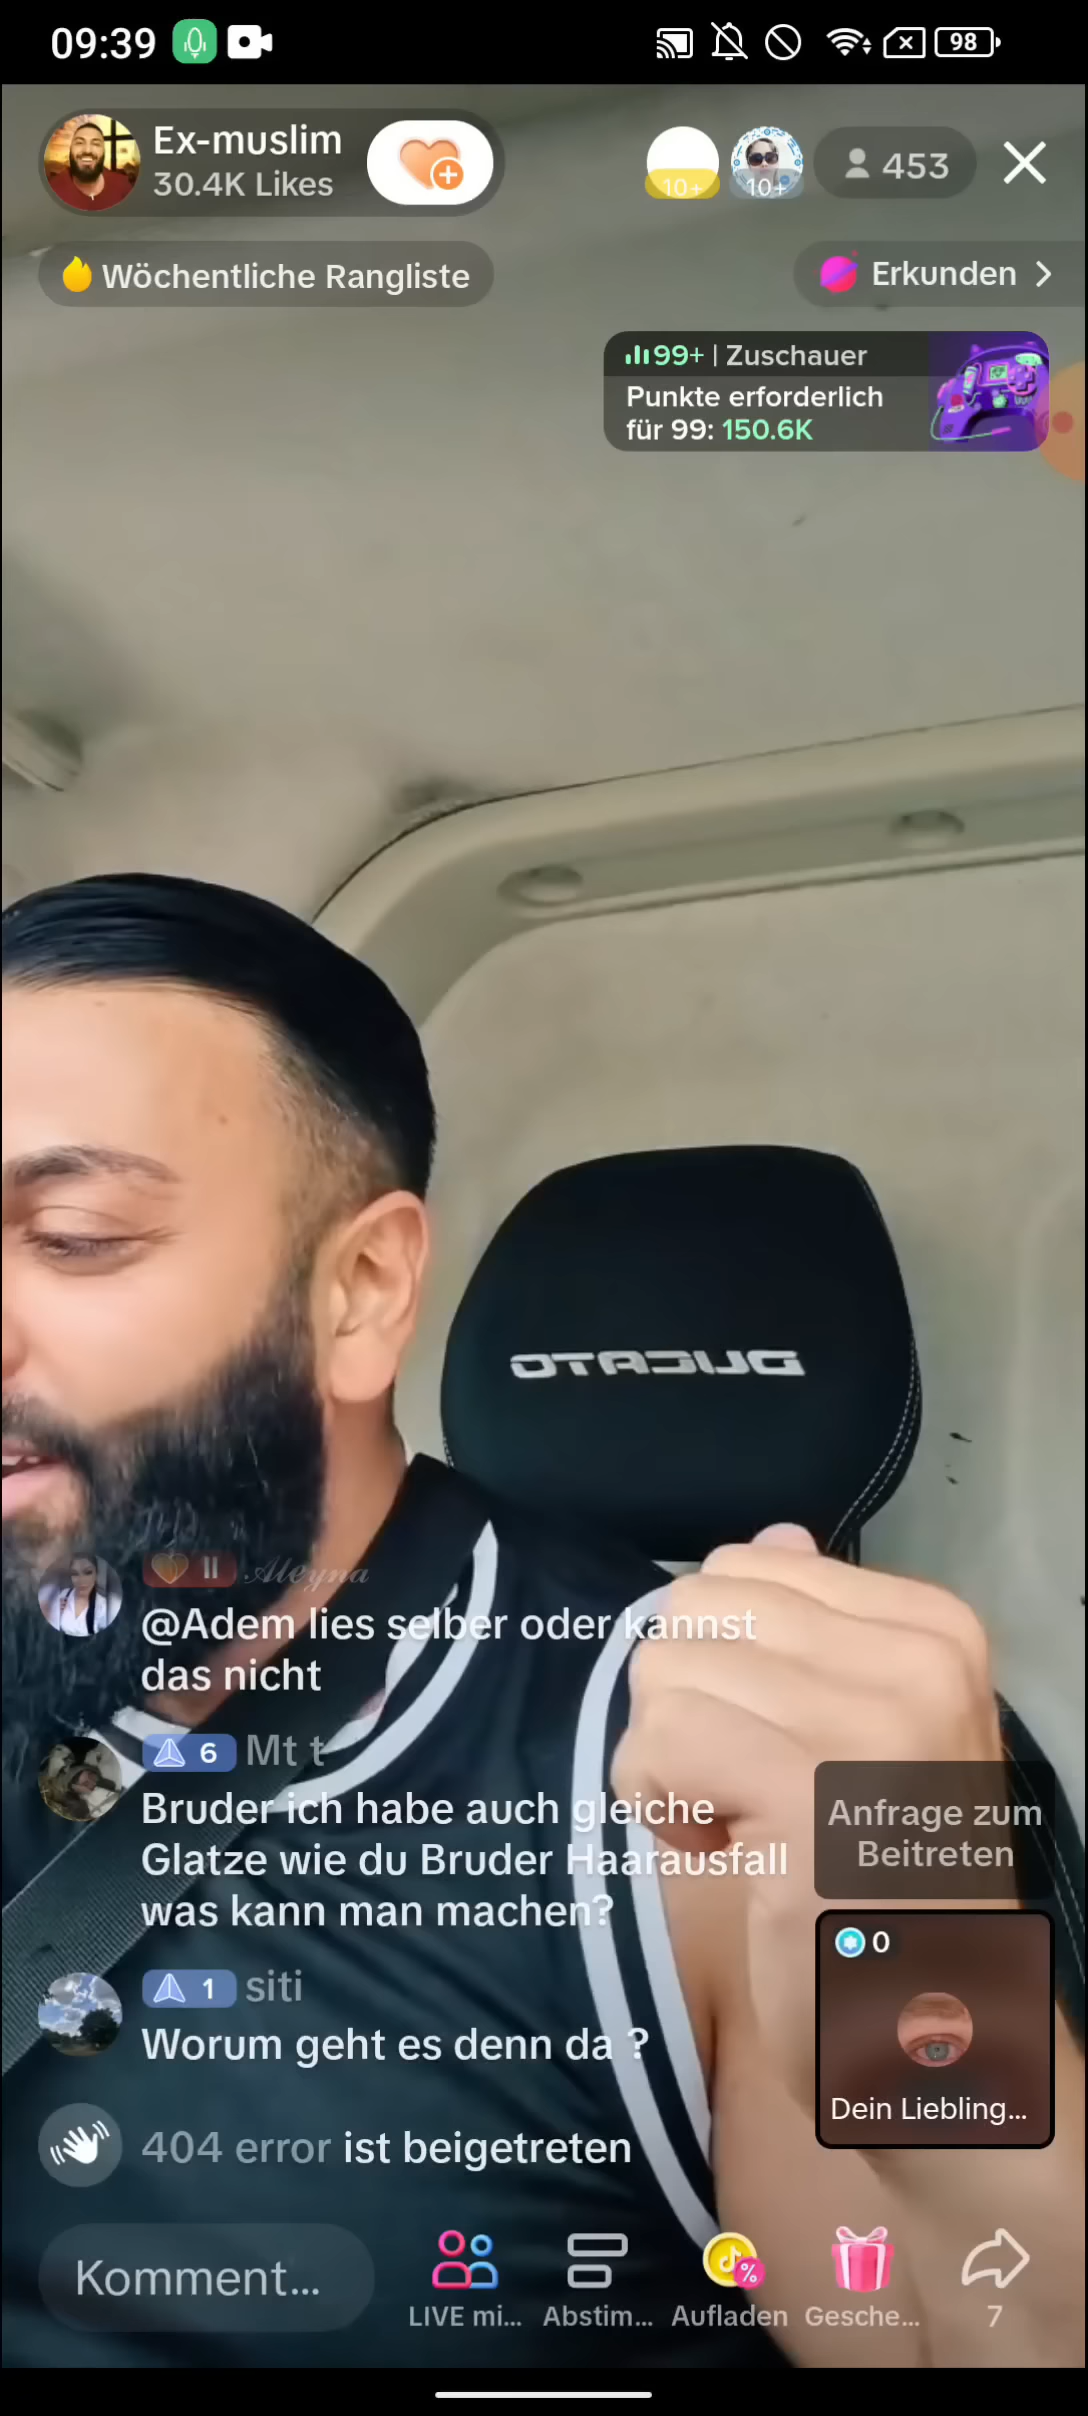 09:39
98
Ex-muslim
30.4K Likes
10+
10+
453
Wöchentliche Rangliste
Erkunden
99+ | Zuschauer
Punkte erforderlich
für 99: 150.6K
DUCATO
II Aleyna
@Adem lies selber oder kannst
das nicht
6 Mt t
Bruder ich habe auch gleiche
Glatze wie du Bruder Haarausfall
was kann man machen?
Anfrage zum
Beitreten
0
Dein Liebling...
1 siti
Worum geht es denn da ?
404 error ist beigetreten
Komment...
LIVE mi...
Abstim...
%
Aufladen
Gesche...
7